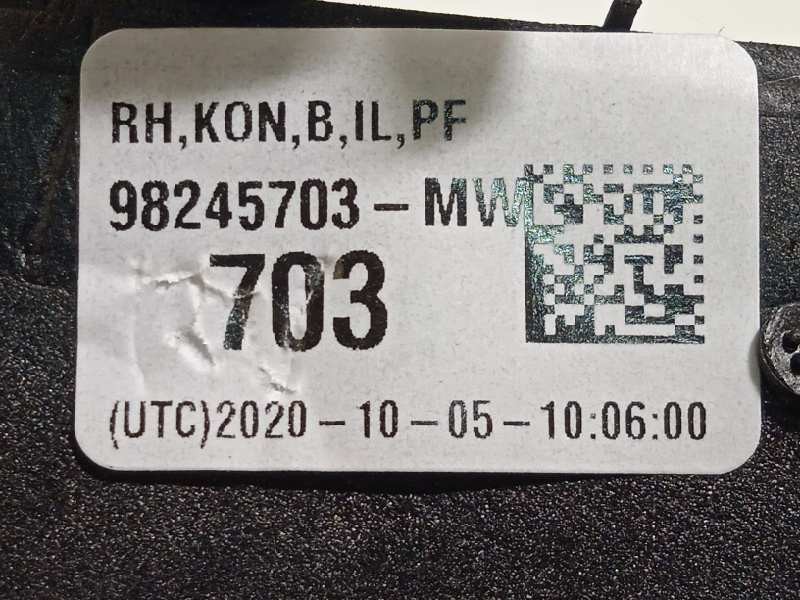 RH,KON,B,IL,PF
98245703-MW
703
(UTC)2020-10-05-10:06:00